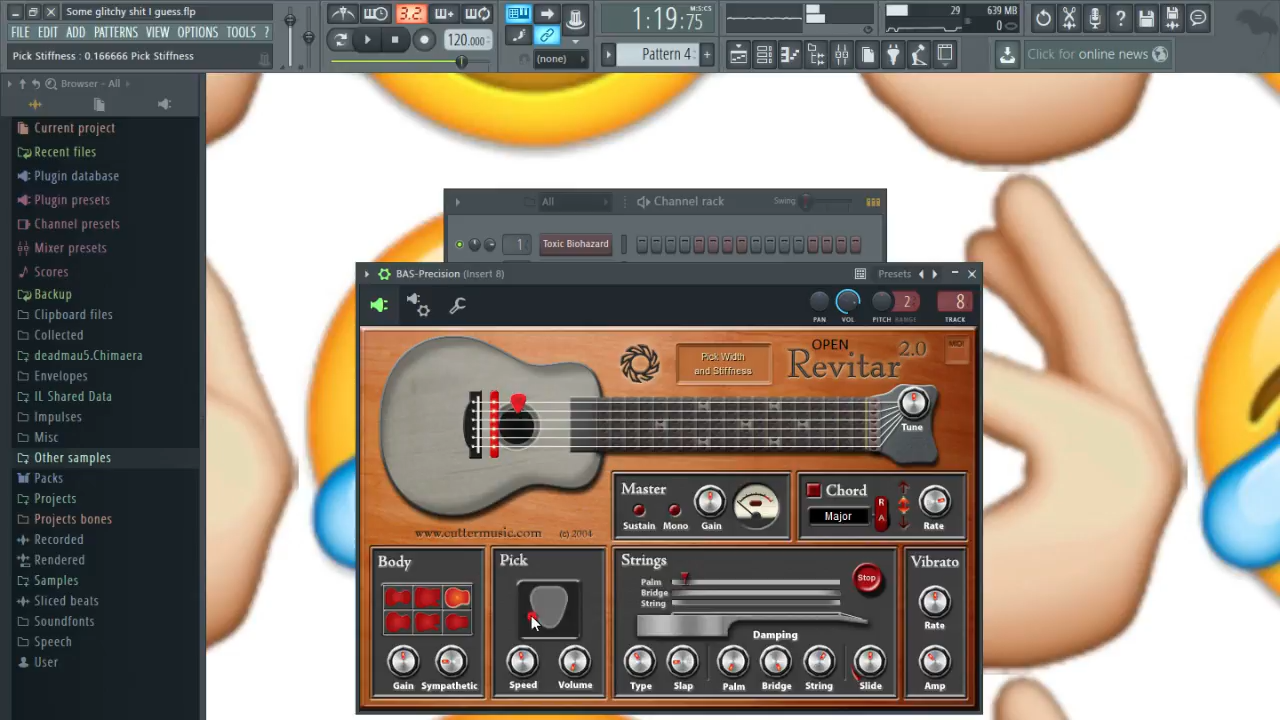 Some glitchy shit I guess.flp
FILE EDIT ADD PATTERNS VIEW OPTIONS TOOLS ?
Pick Stiffness : 0.166666 Pick Stiffness
3.2
120.000
1:19:75
M:S:CS
(none)
Pattern 4
29
639 MB
0
Click for online news
Browser - All
Current project
Recent files
Plugin database
Plugin presets
Channel presets
Mixer presets
Scores
Backup
Clipboard files
Collected
deadmau5.Chimaera
Envelopes
IL Shared Data
Impulses
Misc
Other samples
Packs
Projects
Projects bones
Recorded
Rendered
Samples
Sliced beats
Soundfonts
Speech
User
All
Channel rack
Swing
1
Toxic Biohazard
BAS-Precision (Insert 8)
Presets
2
8
PAN
VOL
PITCH
RANGE
TRACK
Pick Width
and Stiffness
OPEN
Revitar 2.0
MIDI
Tune
www.cuttermusic.com (c) 2004
Master
Sustain
Mono
Gain
Chord
Major
R
A
Rate
Body
Gain
Sympathetic
Pick
Speed
Volume
Strings
Palm
Bridge
String
Stop
Damping
Type
Slap
Palm
Bridge
String
Slide
Vibrato
Rate
Amp